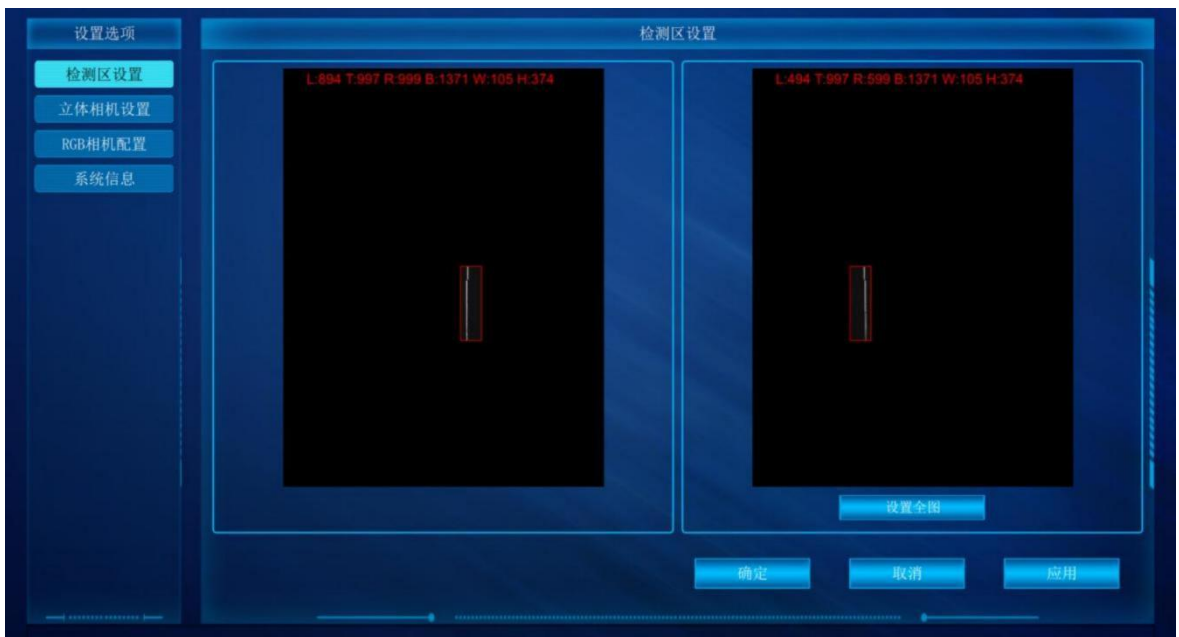 设置选项
检测区设置
立体相机设置
RGB相机配置
系统信息
检测区设置
L:894 T:997 R:999 B:1371 W:105 H:374
L:494 T:997 R:599 B:1371 W:105 H:374
设置全图
确定
取消
应用